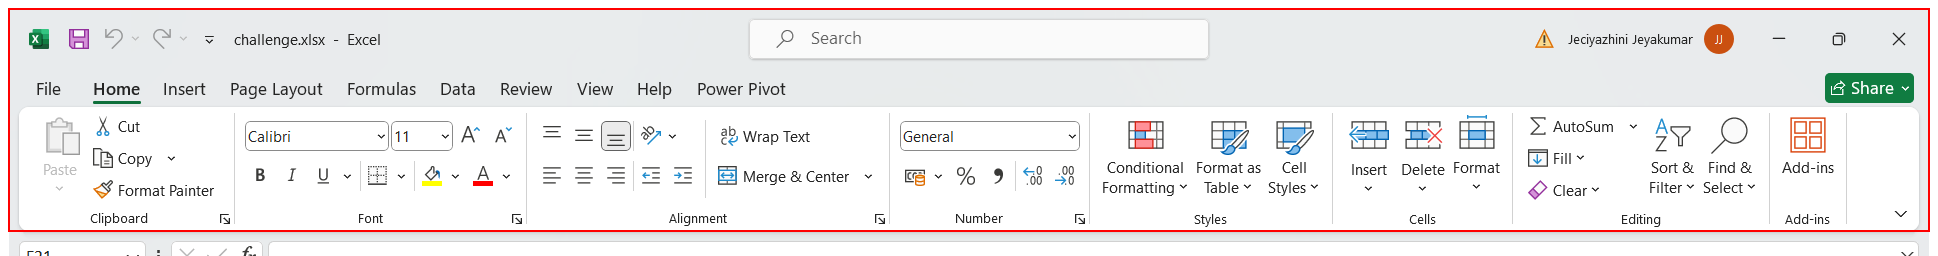 challenge.xlsx - Excel
Search
Jeciyazhini Jeyakumar JJ
File Home Insert Page Layout Formulas Data Review View Help Power Pivot Share
Paste
Cut
Copy
Format Painter
Clipboard
Calibri 11
B I U A
Font
Wrap Text
Merge & Center
Alignment
General
% , .00
Number
Conditional
Formatting
Format as
Table
Cell
Styles
Styles
Insert
Delete
Format
Cells
AutoSum
Fill
Clear
Sort &
Filter
Find &
Select
Editing
Add-ins
Add-ins